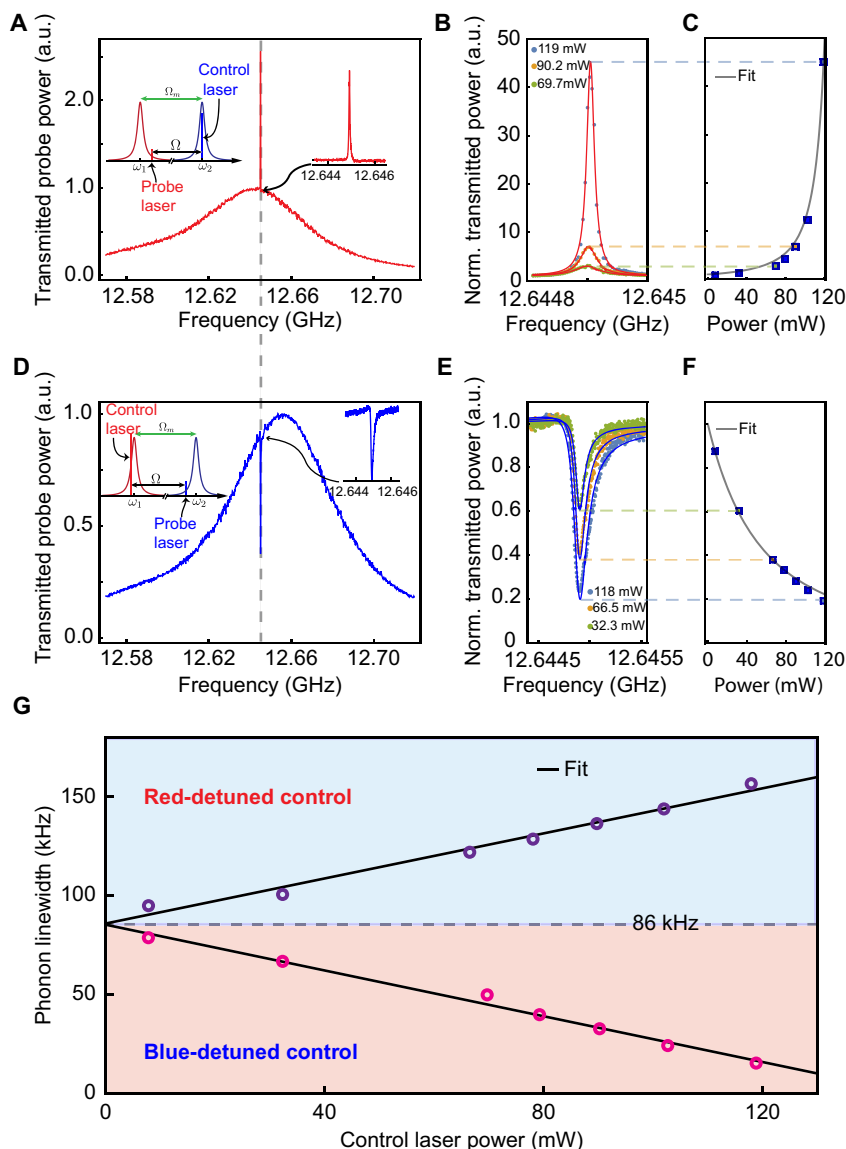 A
Transmitted probe power (a.u.)
2.0
1.0
0.0
12.58
12.62
12.66
12.70
Frequency (GHz)
Ω_m
Control
laser
Ω
ω_1
ω_2
Probe
laser
12.644
12.646
B
Norm. transmitted power (a.u.)
50
40
30
20
10
0
119 mW
90.2 mW
69.7mW
12.6448
12.645
Frequency (GHz)
C
Fit
0
40
80
120
Power (mW)
D
Transmitted probe power (a.u.)
1.0
0.5
0.0
12.58
12.62
12.66
12.70
Frequency (GHz)
Control
laser
Ω_m
Ω
ω_1
ω_2
Probe
laser
12.644
12.646
E
Norm. transmitted power (a.u.)
1.0
0.8
0.6
0.4
0.2
0
118 mW
66.5 mW
32.3 mW
12.6445
12.6455
Frequency (GHz)
F
Fit
0
40
80
120
Power (mW)
G
Phonon linewidth (kHz)
150
100
50
0
Red-detuned control
Fit
86 kHz
Blue-detuned control
0
40
80
120
Control laser power (mW)